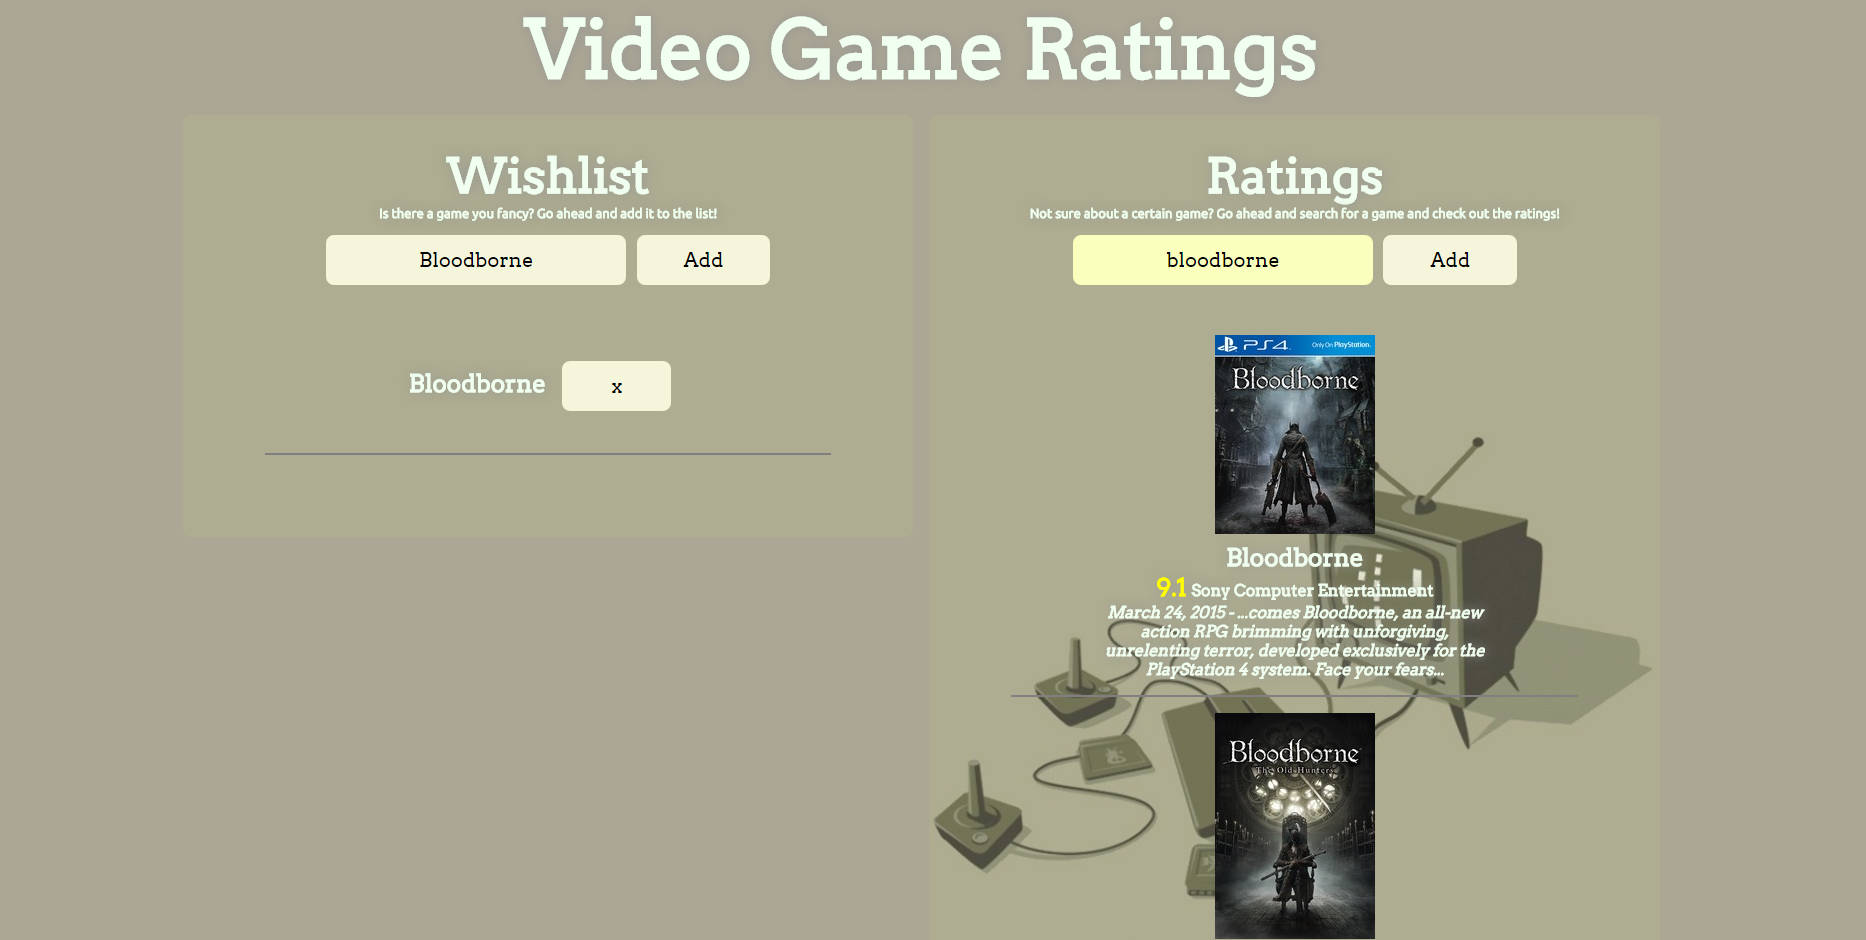 Video Game Ratings
Wishlist
Is there a game you fancy? Go ahead and add it to the list!
Bloodborne
Add
Bloodborne
x
Ratings
Not sure about a certain game? Go ahead and search for a game and check out the ratings!
bloodborne
Add
PS4
Only On PlayStation.
Bloodborne
Bloodborne
9.1 Sony Computer Entertainment
March 24, 2015 - ...comes Bloodborne, an all-new
action RPG brimming with unforgiving,
unrelenting terror, developed exclusively for the
PlayStation 4 system. Face your fears...
Bloodborne
The Old Hunters